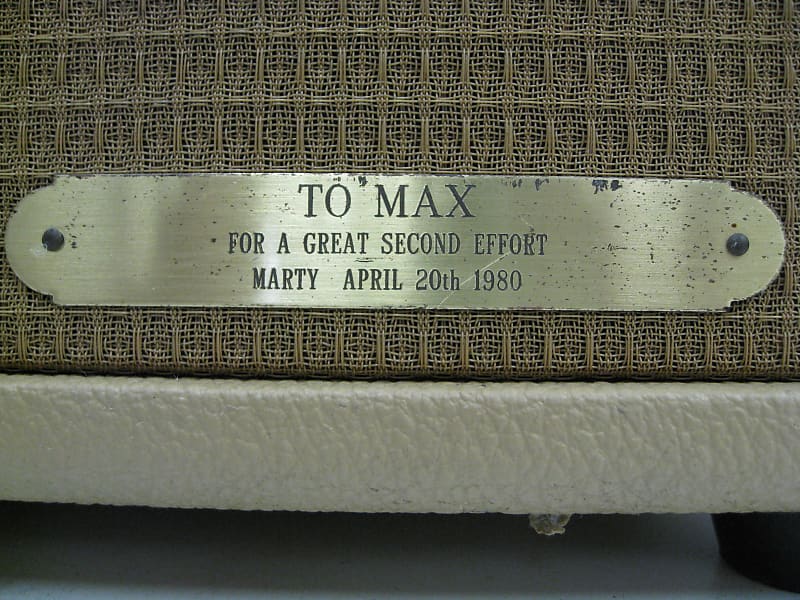 TO MAX
FOR A GREAT SECOND EFFORT
MARTY APRIL 20th 1980